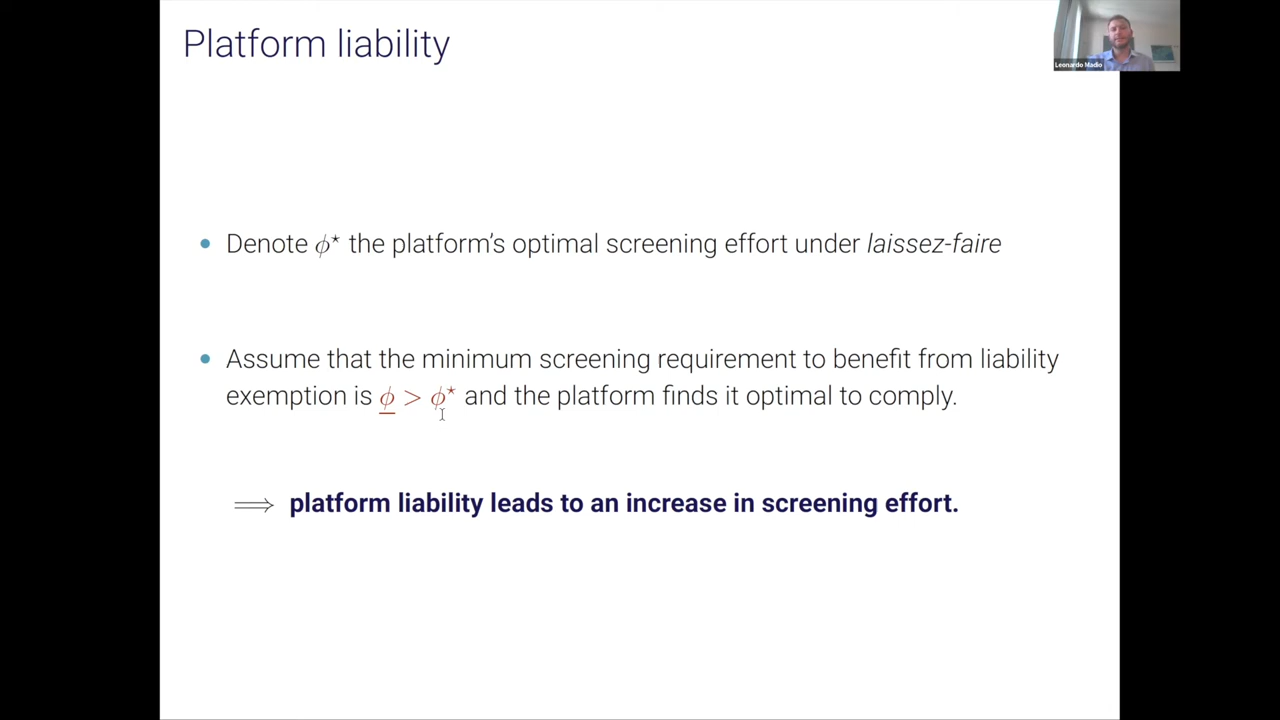 Platform liability
Leonardo Madio
• Denote ϕ⋆ the platform's optimal screening effort under laissez-faire
• Assume that the minimum screening requirement to benefit from liability
exemption is ϕ̲ > ϕ⋆ and the platform finds it optimal to comply.
⟹ platform liability leads to an increase in screening effort.